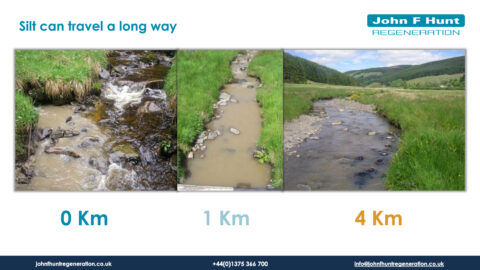 Silt can travel a long way
John F Hunt
REGENERATION
0 Km
1 Km
4 Km
johnfhuntregeneration.co.uk
+44(0)1375 366 700
info@johnfhuntregeneration.co.uk